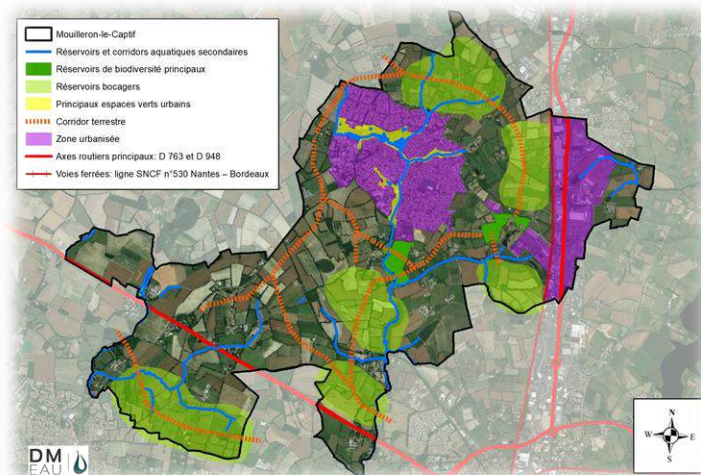 Mouilleron-le-Captif
Réservoirs et corridors aquatiques secondaires
Réservoirs de biodiversité principaux
Réservoirs bocagers
Principaux espaces verts urbains
Corridor terrestre
Zone urbanisée
Axes routiers principaux: D 763 et D 948
Voies ferrées: ligne SNCF n°530 Nantes – Bordeaux
N
W E
S
DM
EAU